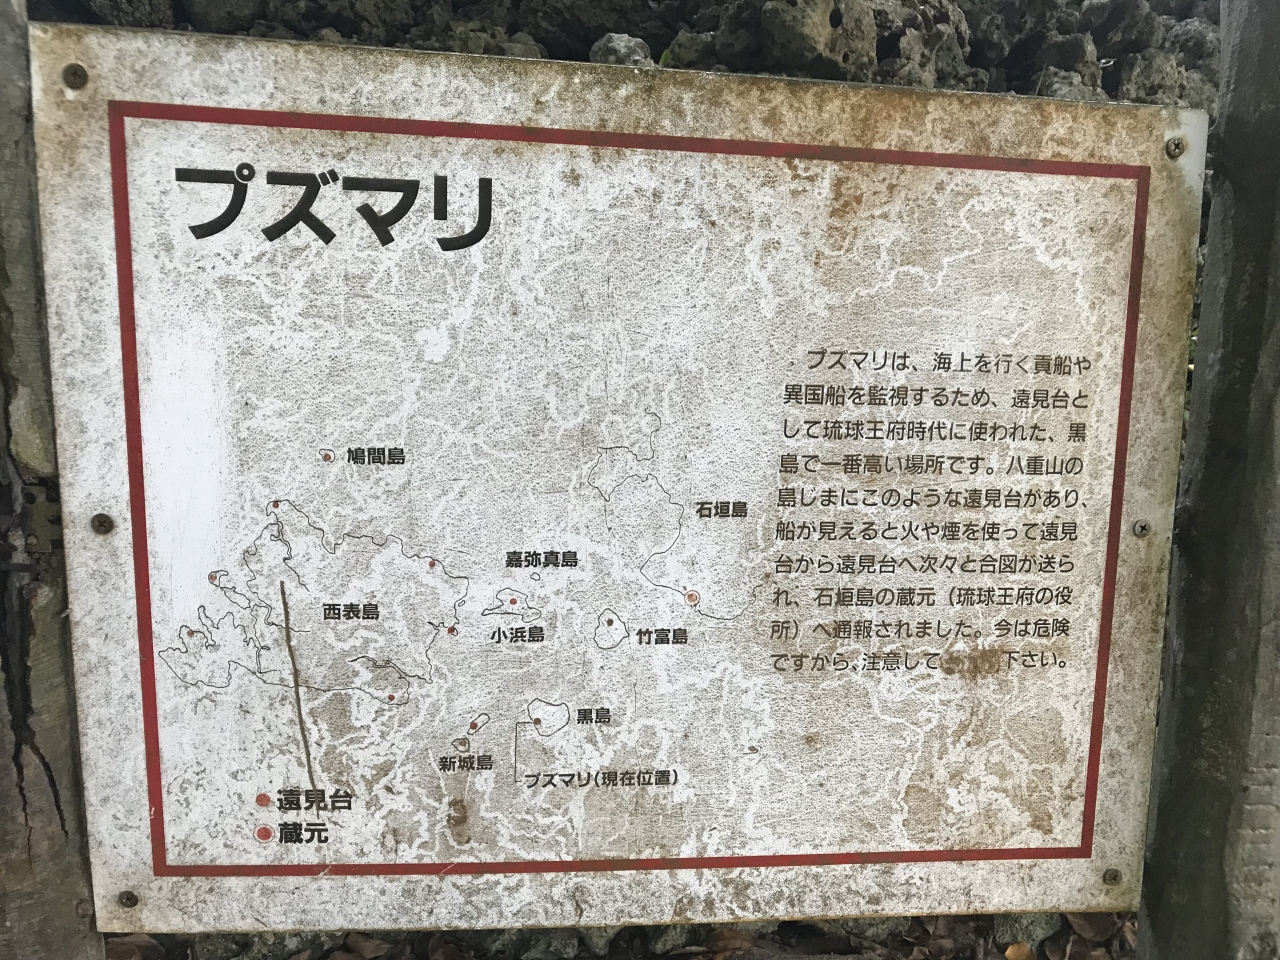 プズマリ
プズマリは、海上を行く貢船や
異国船を監視するため、遠見台と
して琉球王府時代に使われた、黒
島で一番高い場所です。八重山の
島じまにこのような遠見台があり、
船が見えると火や煙を使って遠見
台から遠見台へ次々と合図が送ら
れ、石垣島の蔵元（琉球王府の役
所）へ通報されました。今は危険
ですから、注意して
下さい。
鳩間島
石垣島
嘉弥真島
西表島
小浜島
竹富島
黒島
新城島
プズマリ(現在位置)
遠見台
蔵元